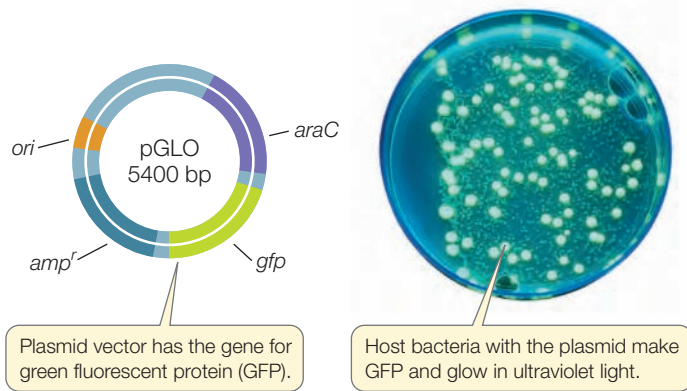 pGLO
5400 bp
ori
araC
ampʳ
gfp
Plasmid vector has the gene for
green fluorescent protein (GFP).
Host bacteria with the plasmid make
GFP and glow in ultraviolet light.